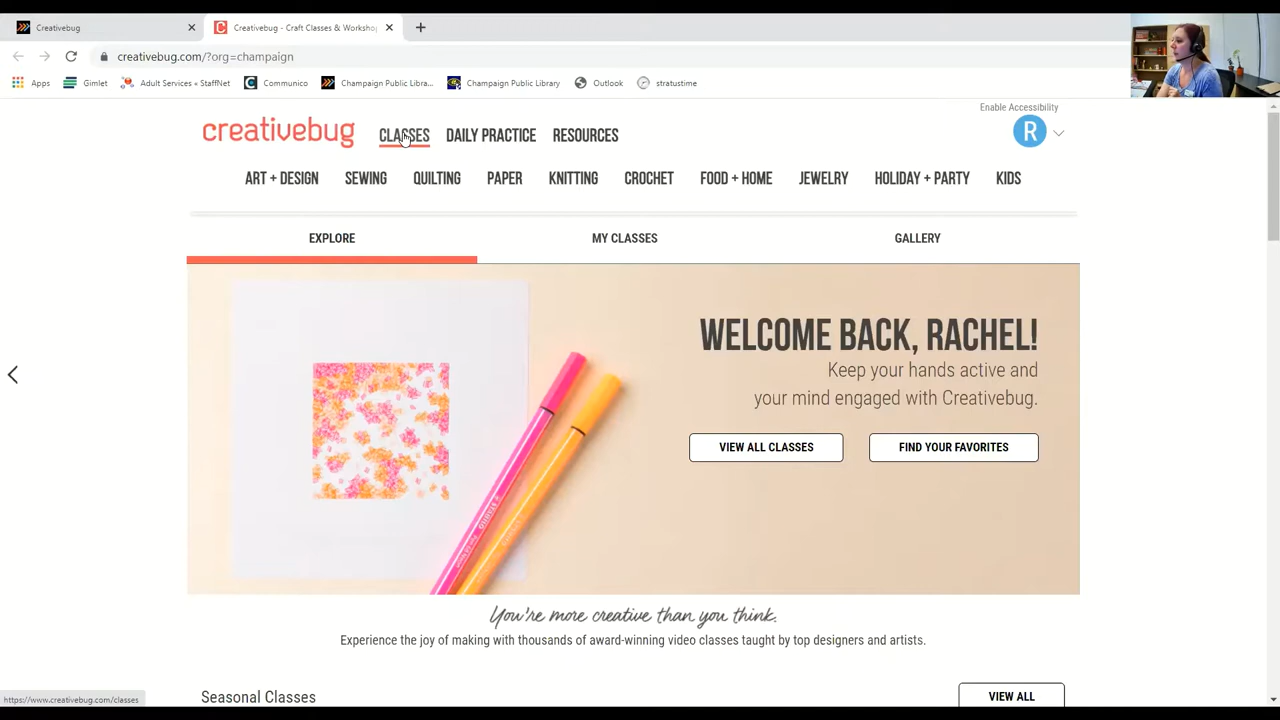 Creativebug
Creativebug - Craft Classes & Workshop
creativebug.com/?org=champaign
Apps Gimlet Adult Services « StaffNet Communico Champaign Public Libra... Champaign Public Library Outlook stratustime
Enable Accessibility
creativebug CLASSES DAILY PRACTICE RESOURCES R
ART + DESIGN SEWING QUILTING PAPER KNITTING CROCHET FOOD + HOME JEWELRY HOLIDAY + PARTY KIDS
EXPLORE MY CLASSES GALLERY
WELCOME BACK, RACHEL!
Keep your hands active and
your mind engaged with Creativebug.
VIEW ALL CLASSES FIND YOUR FAVORITES
You're more creative than you think.
Experience the joy of making with thousands of award-winning video classes taught by top designers and artists.
Seasonal Classes VIEW ALL
https://www.creativebug.com/classes